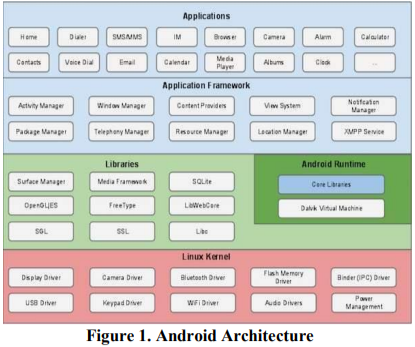 Applications
Home Dialer SMS/MMS IM Browser Camera Alarm Calculator
Contacts Voice Dial Email Calendar Media Player Albums Clock ...
Application Framework
Activity Manager Window Manager Content Providers View System Notification Manager
Package Manager Telephony Manager Resource Manager Location Manager XMPP Service
Libraries
Surface Manager Media Framework SQLite
OpenGL|ES FreeType LibWebCore
SGL SSL Libc
Android Runtime
Core Libraries
Dalvik Virtual Machine
Linux Kernel
Display Driver Camera Driver Bluetooth Driver Flash Memory Driver Binder (IPC) Driver
USB Driver Keypad Driver WiFi Driver Audio Drivers Power Management
Figure 1. Android Architecture